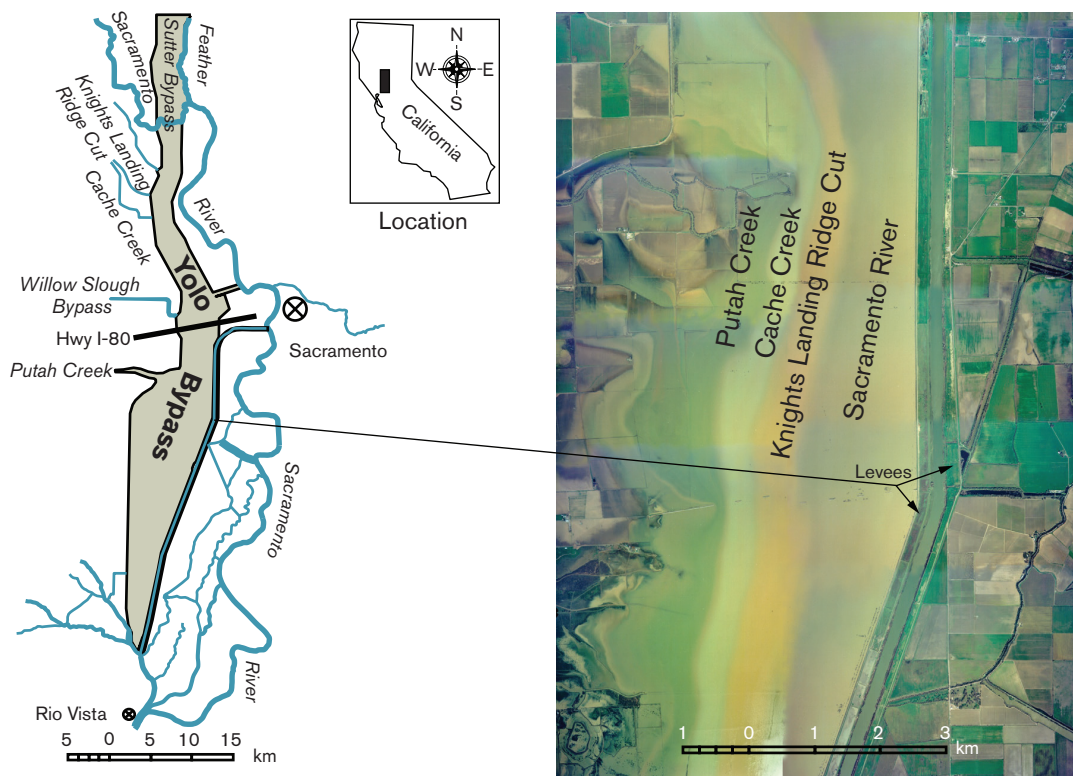 Sacramento
Sutter Bypass
Feather
Knights Landing
Ridge Cut
Cache Creek
River
Yolo
Willow Slough
Bypass
Hwy I-80
Sacramento
Putah Creek
Bypass
Sacramento
River
Rio Vista
5 0 5 10 15
km
N
W E
S
California
Location
Putah Creek
Cache Creek
Knights Landing Ridge Cut
Sacramento River
Levees
1 0 1 2 3
km